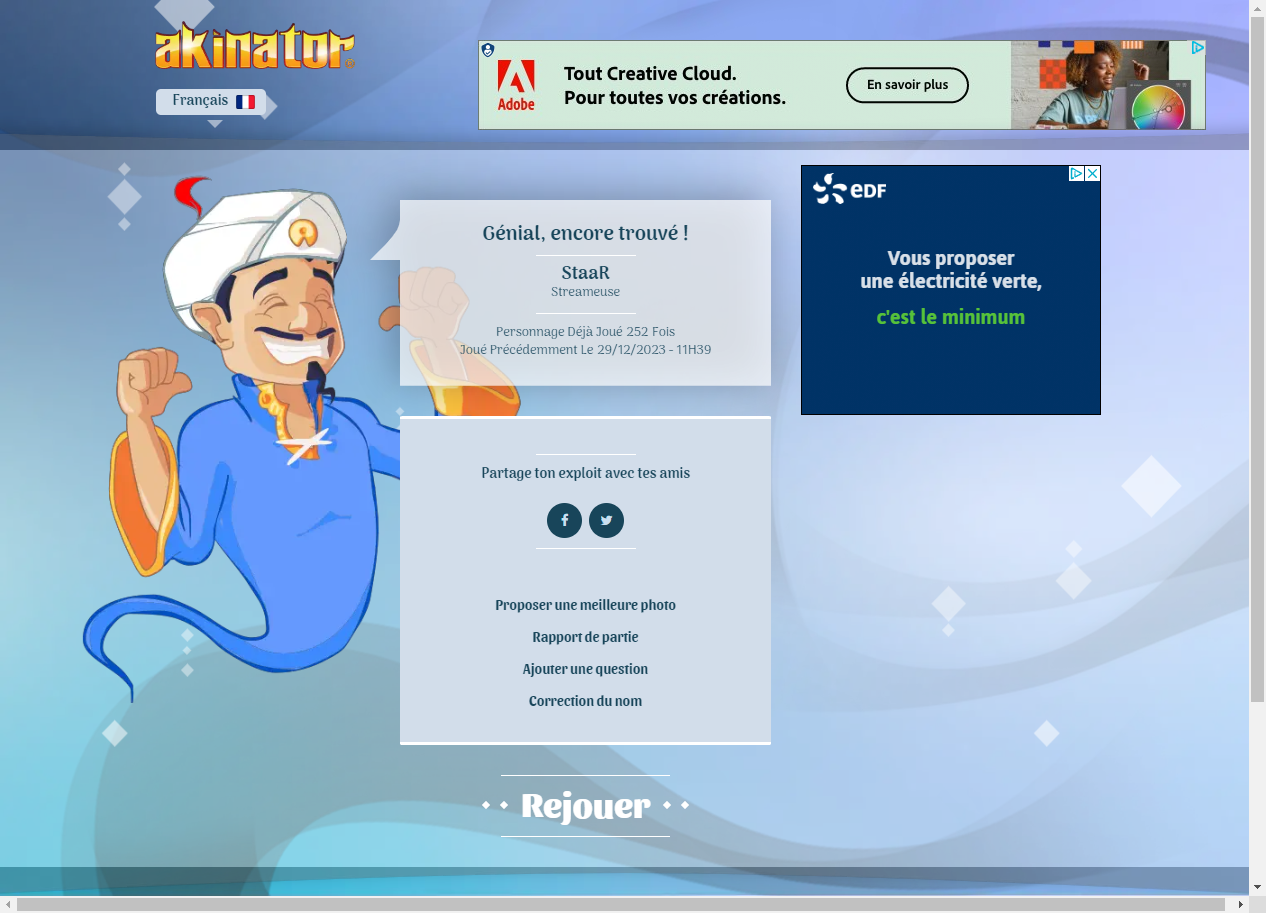 akinator
Français
Adobe
Tout Creative Cloud.
Pour toutes vos créations.
En savoir plus
Génial, encore trouvé !
StaaR
Streameuse
Personnage Déjà Joué 252 Fois
Joué Précédemment Le 29/12/2023 - 11H39
eDF
Vous proposer
une électricité verte,
c'est le minimum
Partage ton exploit avec tes amis
Proposer une meilleure photo
Rapport de partie
Ajouter une question
Correction du nom
Rejouer